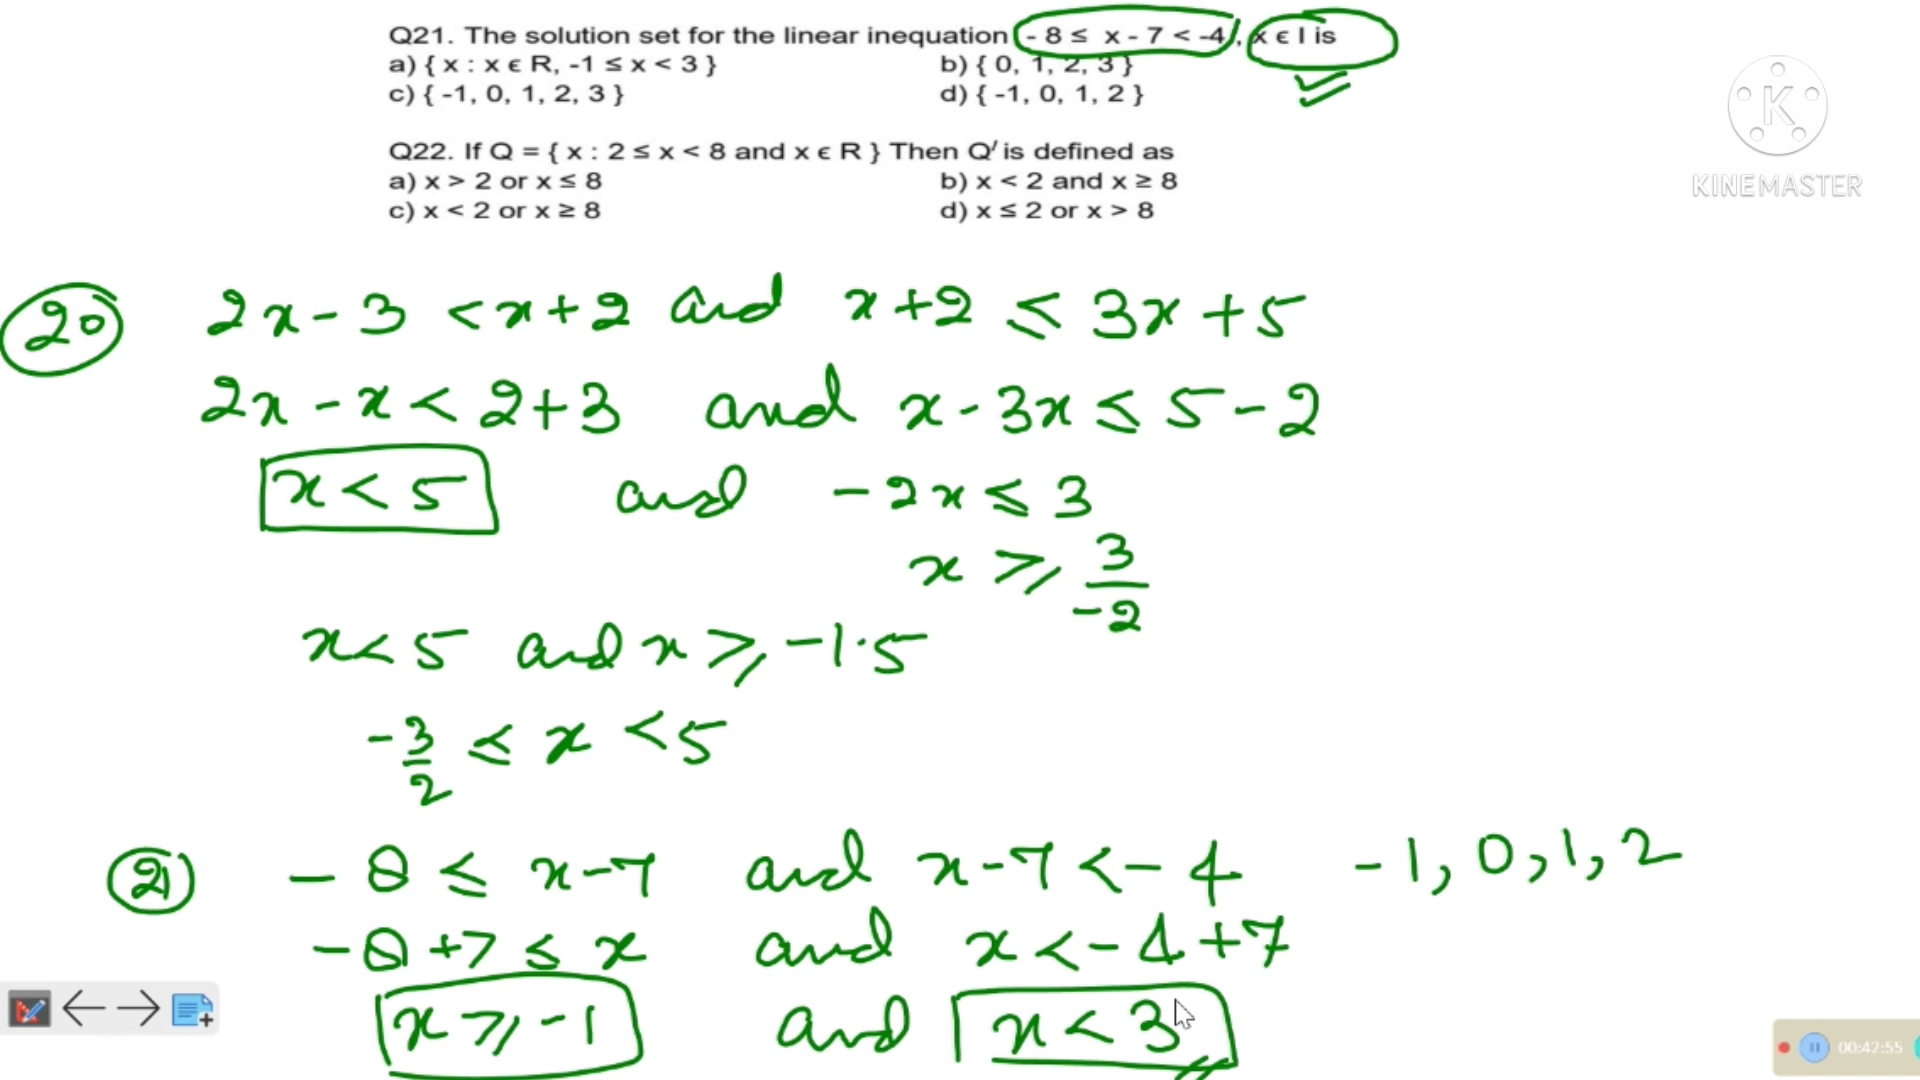 Q21. The solution set for the linear inequation - 8 ≤ x - 7 < -4 , x ϵ I is
a) { x : x ϵ R, -1 ≤ x < 3 } b) { 0, 1, 2, 3 }
c) { -1, 0, 1, 2, 3 } d) { -1, 0, 1, 2 }
Q22. If Q = { x : 2 ≤ x < 8 and x ϵ R } Then Q′ is defined as
a) x > 2 or x ≤ 8 b) x < 2 and x ≥ 8
c) x < 2 or x ≥ 8 d) x ≤ 2 or x > 8
K
KINEMASTER
20 2x - 3 < x + 2 and x + 2 ≤ 3x + 5
2x - x < 2 + 3 and x - 3x ≤ 5 - 2
x < 5 and - 2x ≤ 3
x ≥ 3/-2
x < 5 and x ≥ -1.5
-3/2 ≤ x < 5
21 - 8 ≤ x - 7 and x - 7 < - 4 - 1, 0, 1, 2
- 8 + 7 ≤ x and x < - 4 + 7
x ≥ - 1 and x < 3
00:42:55